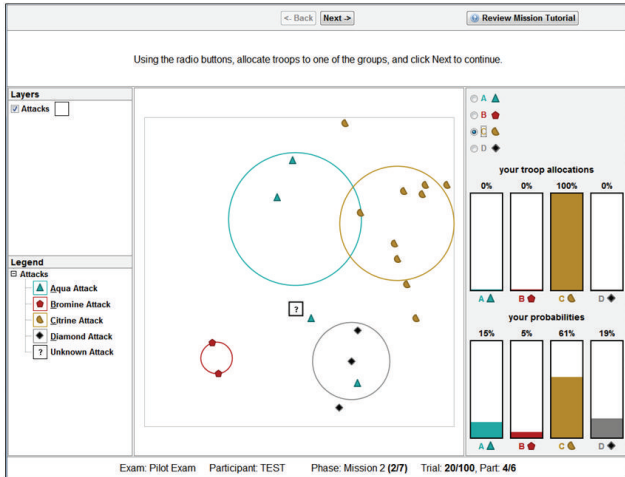 <- Back Next -> Review Mission Tutorial
Using the radio buttons, allocate troops to one of the groups, and click Next to continue.
Layers
Attacks
Legend
Attacks
Aqua Attack
Bromine Attack
Citrine Attack
Diamond Attack
? Unknown Attack
?
A
B
C
D
your troop allocations
0% 0% 100% 0%
A B C D
your probabilities
15% 5% 61% 19%
A B C D
Exam: Pilot Exam Participant: TEST Phase: Mission 2 (2/7) Trial: 20/100, Part: 4/6